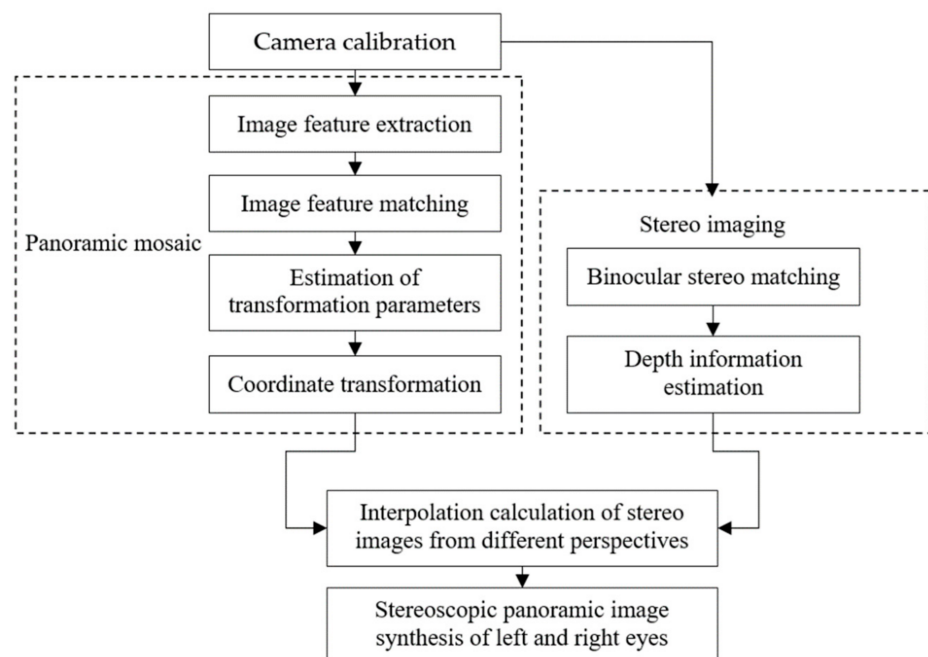 Camera calibration
Image feature extraction
Image feature matching
Panoramic mosaic
Estimation of
transformation parameters
Coordinate transformation
Stereo imaging
Binocular stereo matching
Depth information
estimation
Interpolation calculation of stereo
images from different perspectives
Stereoscopic panoramic image
synthesis of left and right eyes